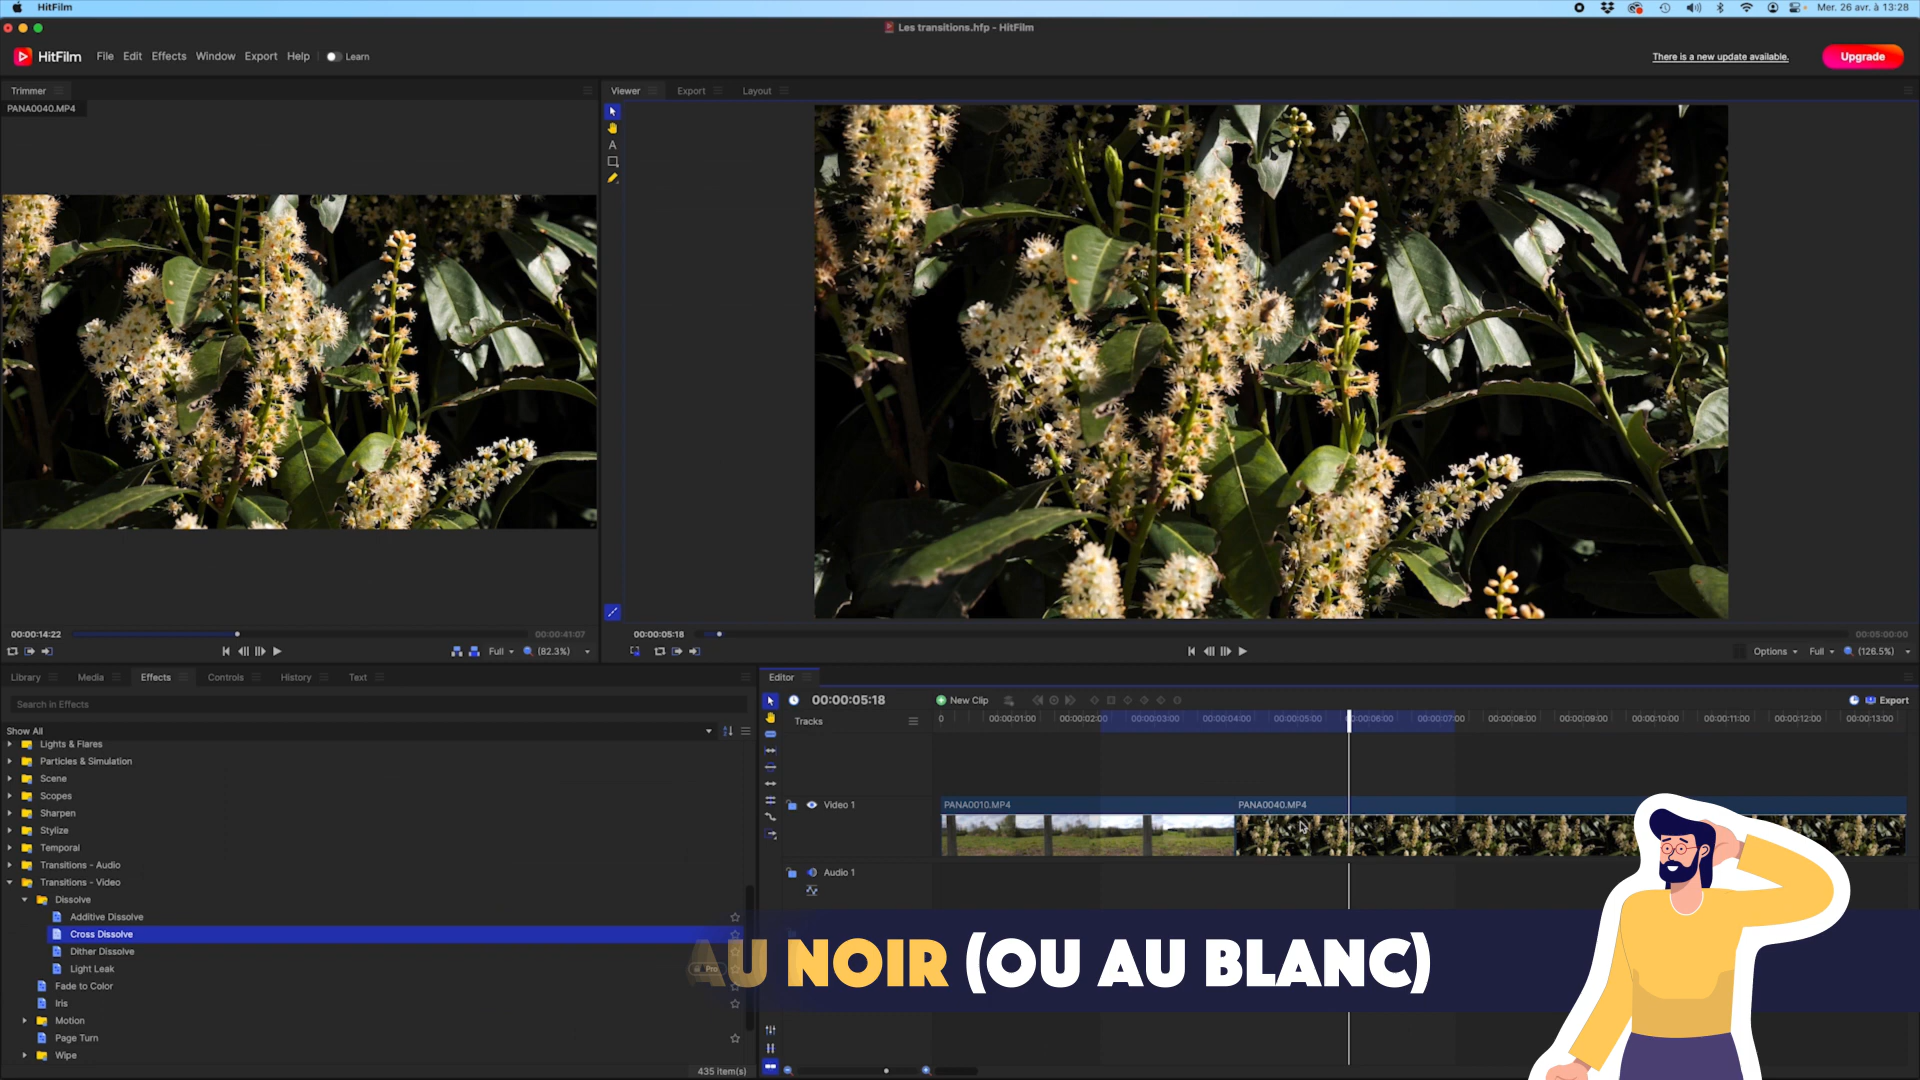 HitFilm
Mer. 26 avr. à 13:28
Les transitions.hfp - HitFilm
HitFilm
File
Edit
Effects
Window
Export
Help
Learn
There is a new update available.
Upgrade
Trimmer
PANA0040.MP4
Viewer
Export
Layout
00:00:14:22
00:00:41:07
Full
(82.3%)
00:00:05:18
00:05:00:00
Options
Full
(126.5%)
Library
Media
Effects
Controls
History
Text
Search in Effects
Show All
Lights & Flares
Particles & Simulation
Scene
Scopes
Sharpen
Stylize
Temporal
Transitions - Audio
Transitions - Video
Dissolve
Additive Dissolve
Cross Dissolve
Dither Dissolve
Light Leak
Pro
Fade to Color
Iris
Motion
Page Turn
Wipe
435 item(s)
Editor
00:00:05:18
New Clip
Export
Tracks
0
00:00:01:00
00:00:02:00
00:00:03:00
00:00:04:00
00:00:05:00
00:00:06:00
00:00:07:00
00:00:08:00
00:00:09:00
00:00:10:00
00:00:11:00
00:00:12:00
00:00:13:00
Video 1
PANA0010.MP4
PANA0040.MP4
Audio 1
AU NOIR (OU AU BLANC)